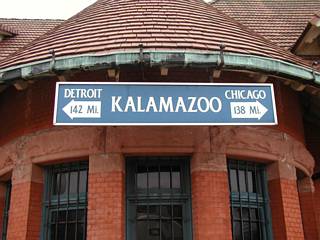 DETROIT
142 Mi.
KALAMAZOO
CHICAGO
138 Mi.